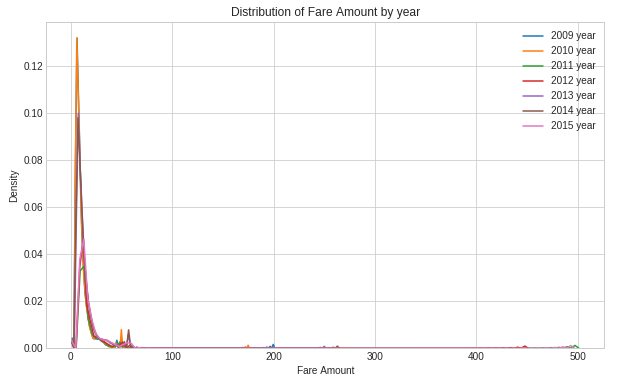 Distribution of Fare Amount by year
2009 year
2010 year
2011 year
2012 year
2013 year
2014 year
2015 year
Density
0.12
0.10
0.08
0.06
0.04
0.02
0.00
0
100
200
300
400
500
Fare Amount